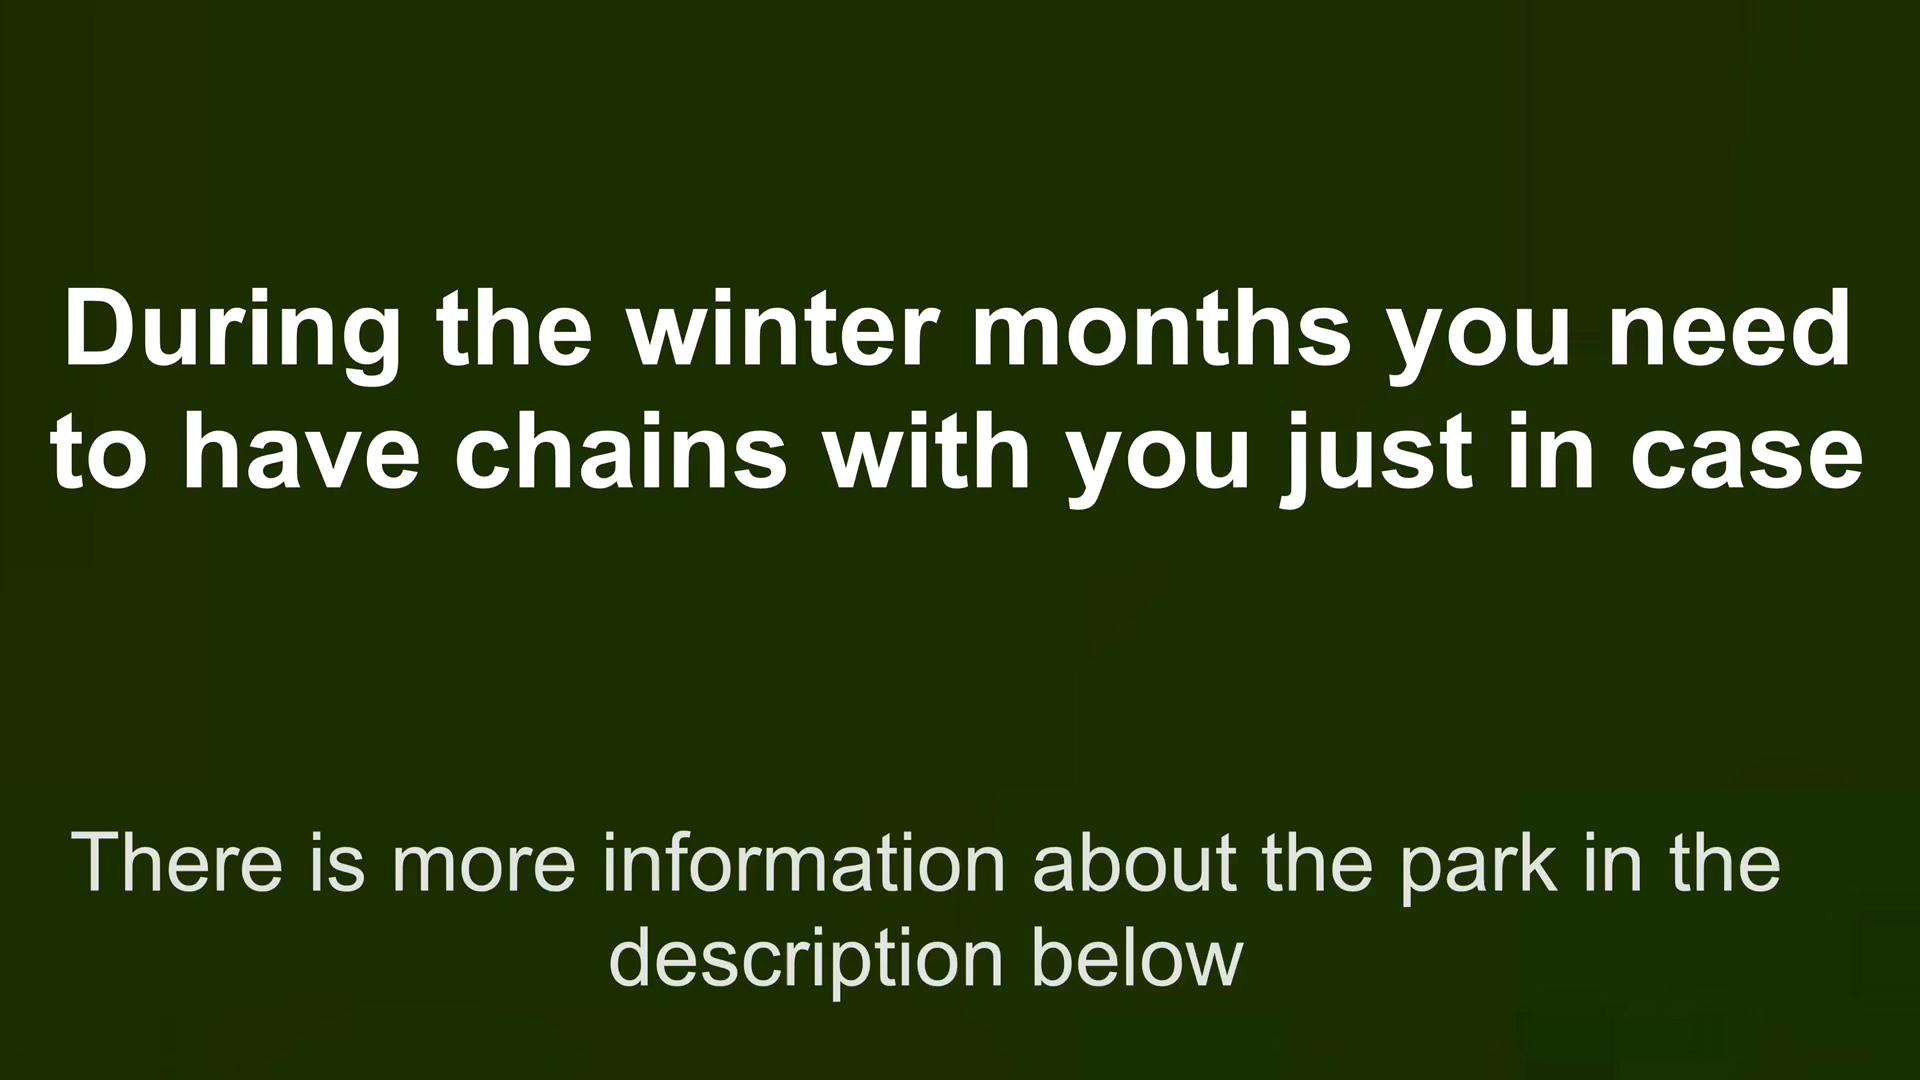 During the winter months you need
to have chains with you just in case
There is more information about the park in the
description below